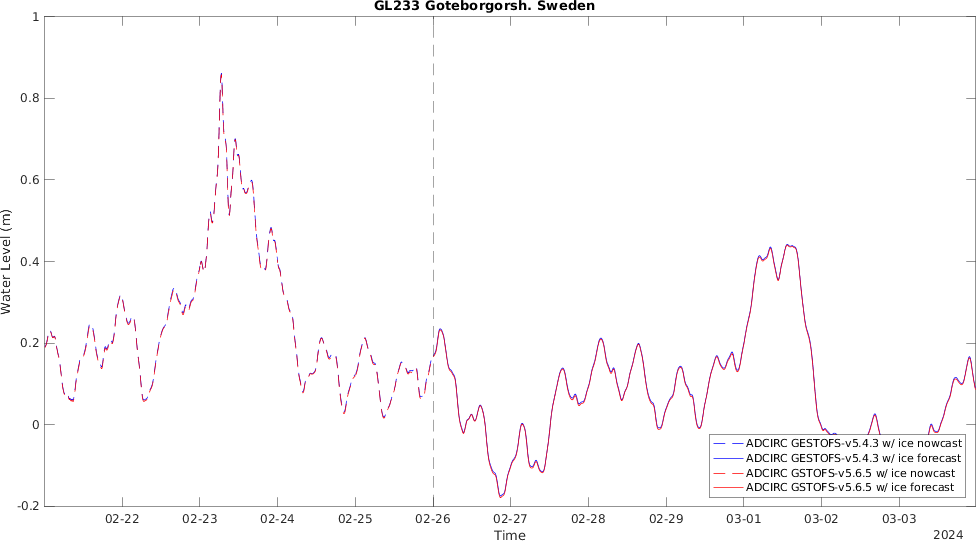 GL233 Goteborgorsh. Sweden
Water Level (m)
1
0.8
0.6
0.4
0.2
0
-0.2
ADCIRC GESTOFS-v5.4.3 w/ ice nowcast
ADCIRC GESTOFS-v5.4.3 w/ ice forecast
ADCIRC GSTOFS-v5.6.5 w/ ice nowcast
ADCIRC GSTOFS-v5.6.5 w/ ice forecast
02-22 02-23 02-24 02-25 02-26 02-27 02-28 02-29 03-01 03-02 03-03
Time
2024